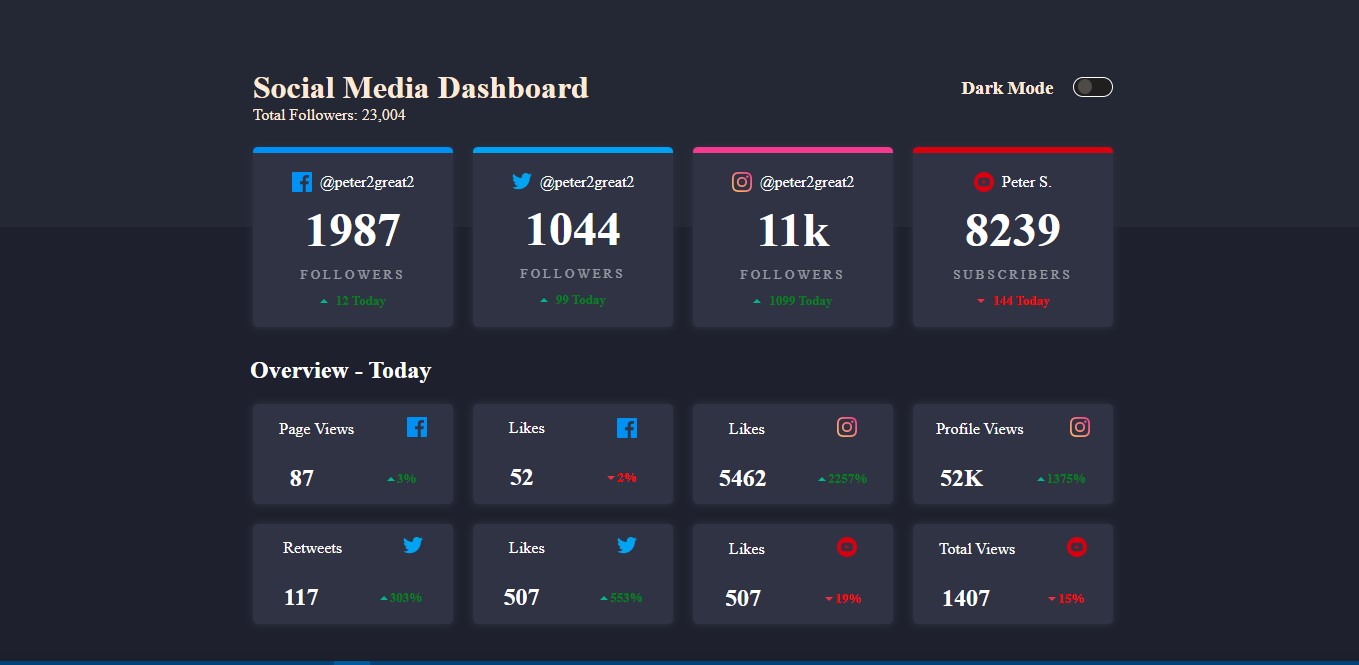 Social Media Dashboard
Dark Mode
Total Followers: 23,004
@peter2great2
1987
FOLLOWERS
12 Today
@peter2great2
1044
FOLLOWERS
99 Today
@peter2great2
11k
FOLLOWERS
1099 Today
Peter S.
8239
SUBSCRIBERS
144 Today
Overview - Today
Page Views
87
3%
Likes
52
2%
Likes
5462
2257%
Profile Views
52K
1375%
Retweets
117
303%
Likes
507
553%
Likes
507
19%
Total Views
1407
15%